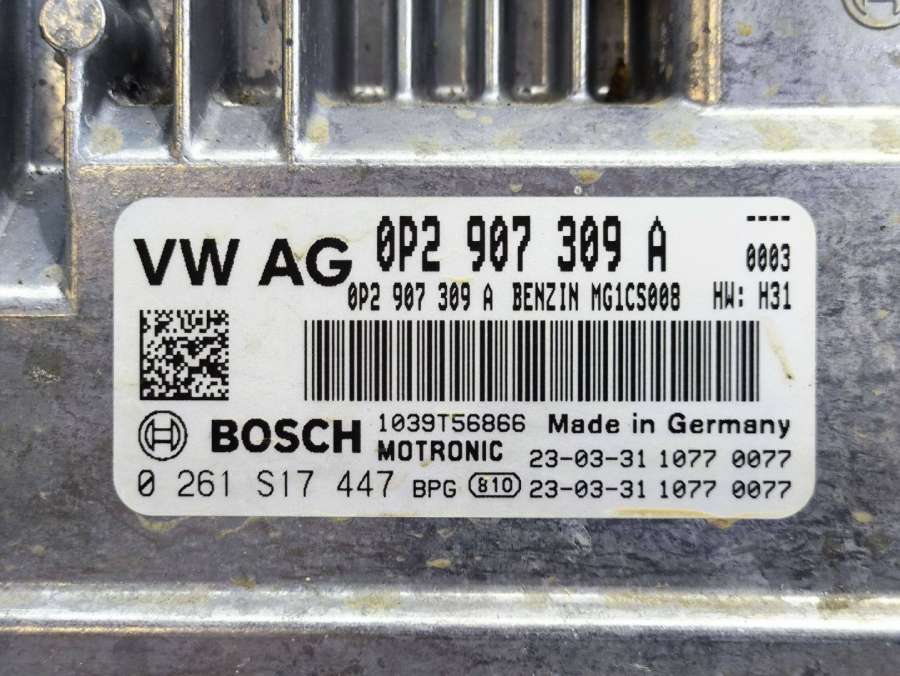 VW AG 0P2 907 309 A ----
0003
0P2 907 309 A BENZIN MG1CS008 HW: H31
BOSCH 1039T56866 Made in Germany
MOTRONIC 23-03-31 1077 0077
0 261 S17 447 BPG 810 23-03-31 1077 0077